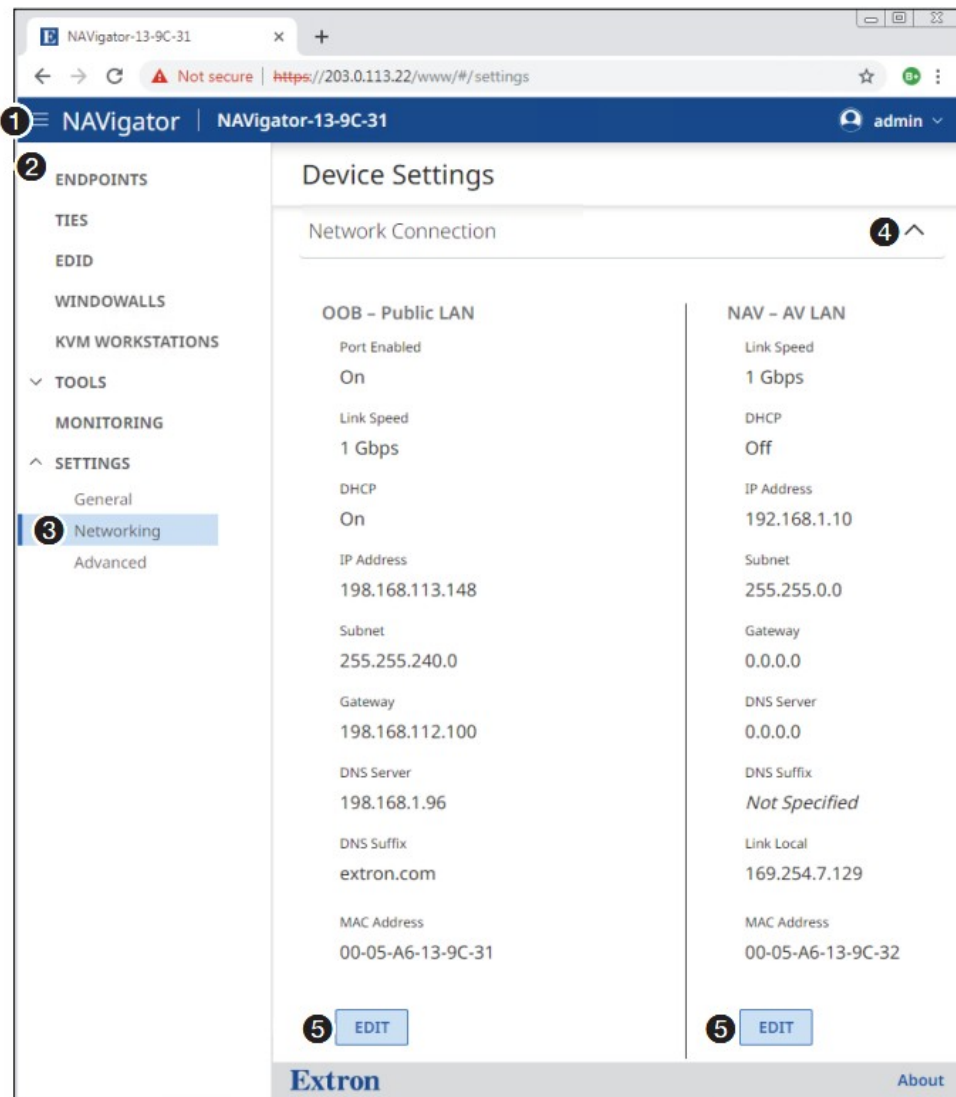 NAVigator-13-9C-31
Not secure | https://203.0.113.22/www/#/settings
1 NAVigator | NAVigator-13-9C-31 admin
2 ENDPOINTS
TIES
EDID
WINDOWALLS
KVM WORKSTATIONS
TOOLS
MONITORING
SETTINGS
General
3 Networking
Advanced
Device Settings
Network Connection 4
OOB – Public LAN
Port Enabled
On
Link Speed
1 Gbps
DHCP
On
IP Address
198.168.113.148
Subnet
255.255.240.0
Gateway
198.168.112.100
DNS Server
198.168.1.96
DNS Suffix
extron.com
MAC Address
00-05-A6-13-9C-31
5 EDIT
NAV – AV LAN
Link Speed
1 Gbps
DHCP
Off
IP Address
192.168.1.10
Subnet
255.255.0.0
Gateway
0.0.0.0
DNS Server
0.0.0.0
DNS Suffix
Not Specified
Link Local
169.254.7.129
MAC Address
00-05-A6-13-9C-32
5 EDIT
Extron About